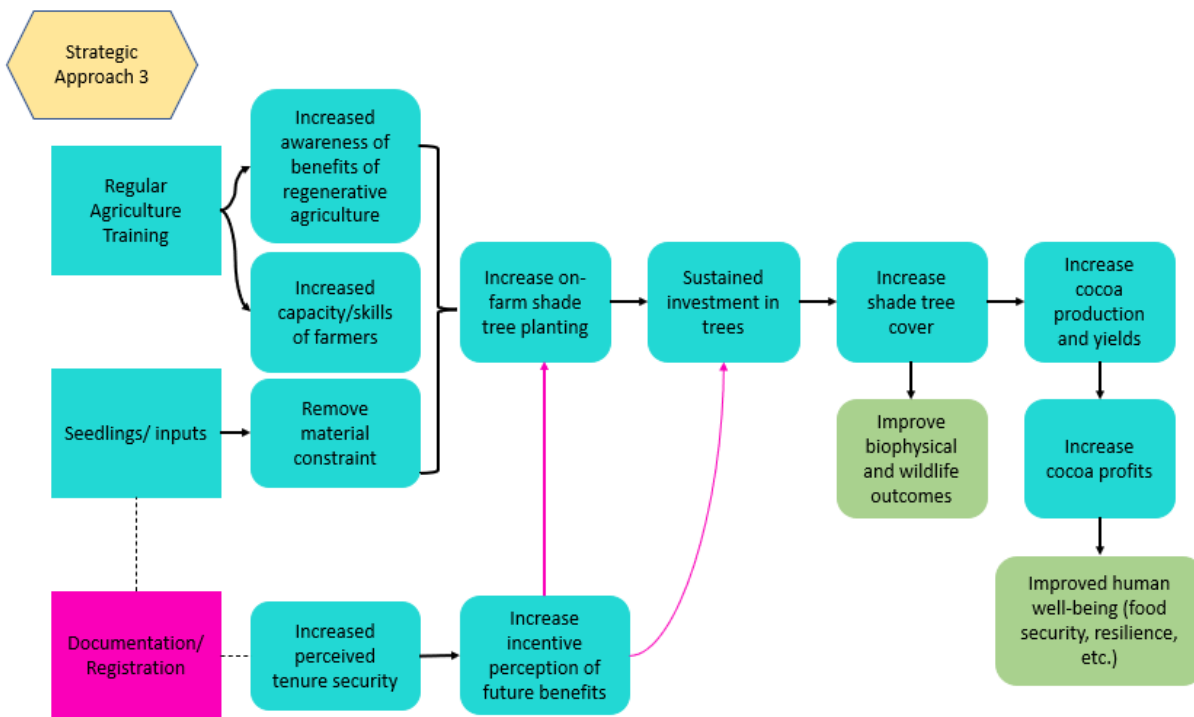 Strategic
Approach 3
Regular
Agriculture
Training
Increased
awareness of
benefits of
regenerative
agriculture
Increased
capacity/skills
of farmers
Seedlings/ inputs
Remove
material
constraint
Documentation/
Registration
Increased
perceived
tenure security
Increase
incentive
perception of
future benefits
Increase on-
farm shade
tree planting
Sustained
investment in
trees
Increase
shade tree
cover
Improve
biophysical
and wildlife
outcomes
Increase
cocoa
production
and yields
Increase
cocoa profits
Improved human
well-being (food
security, resilience,
etc.)